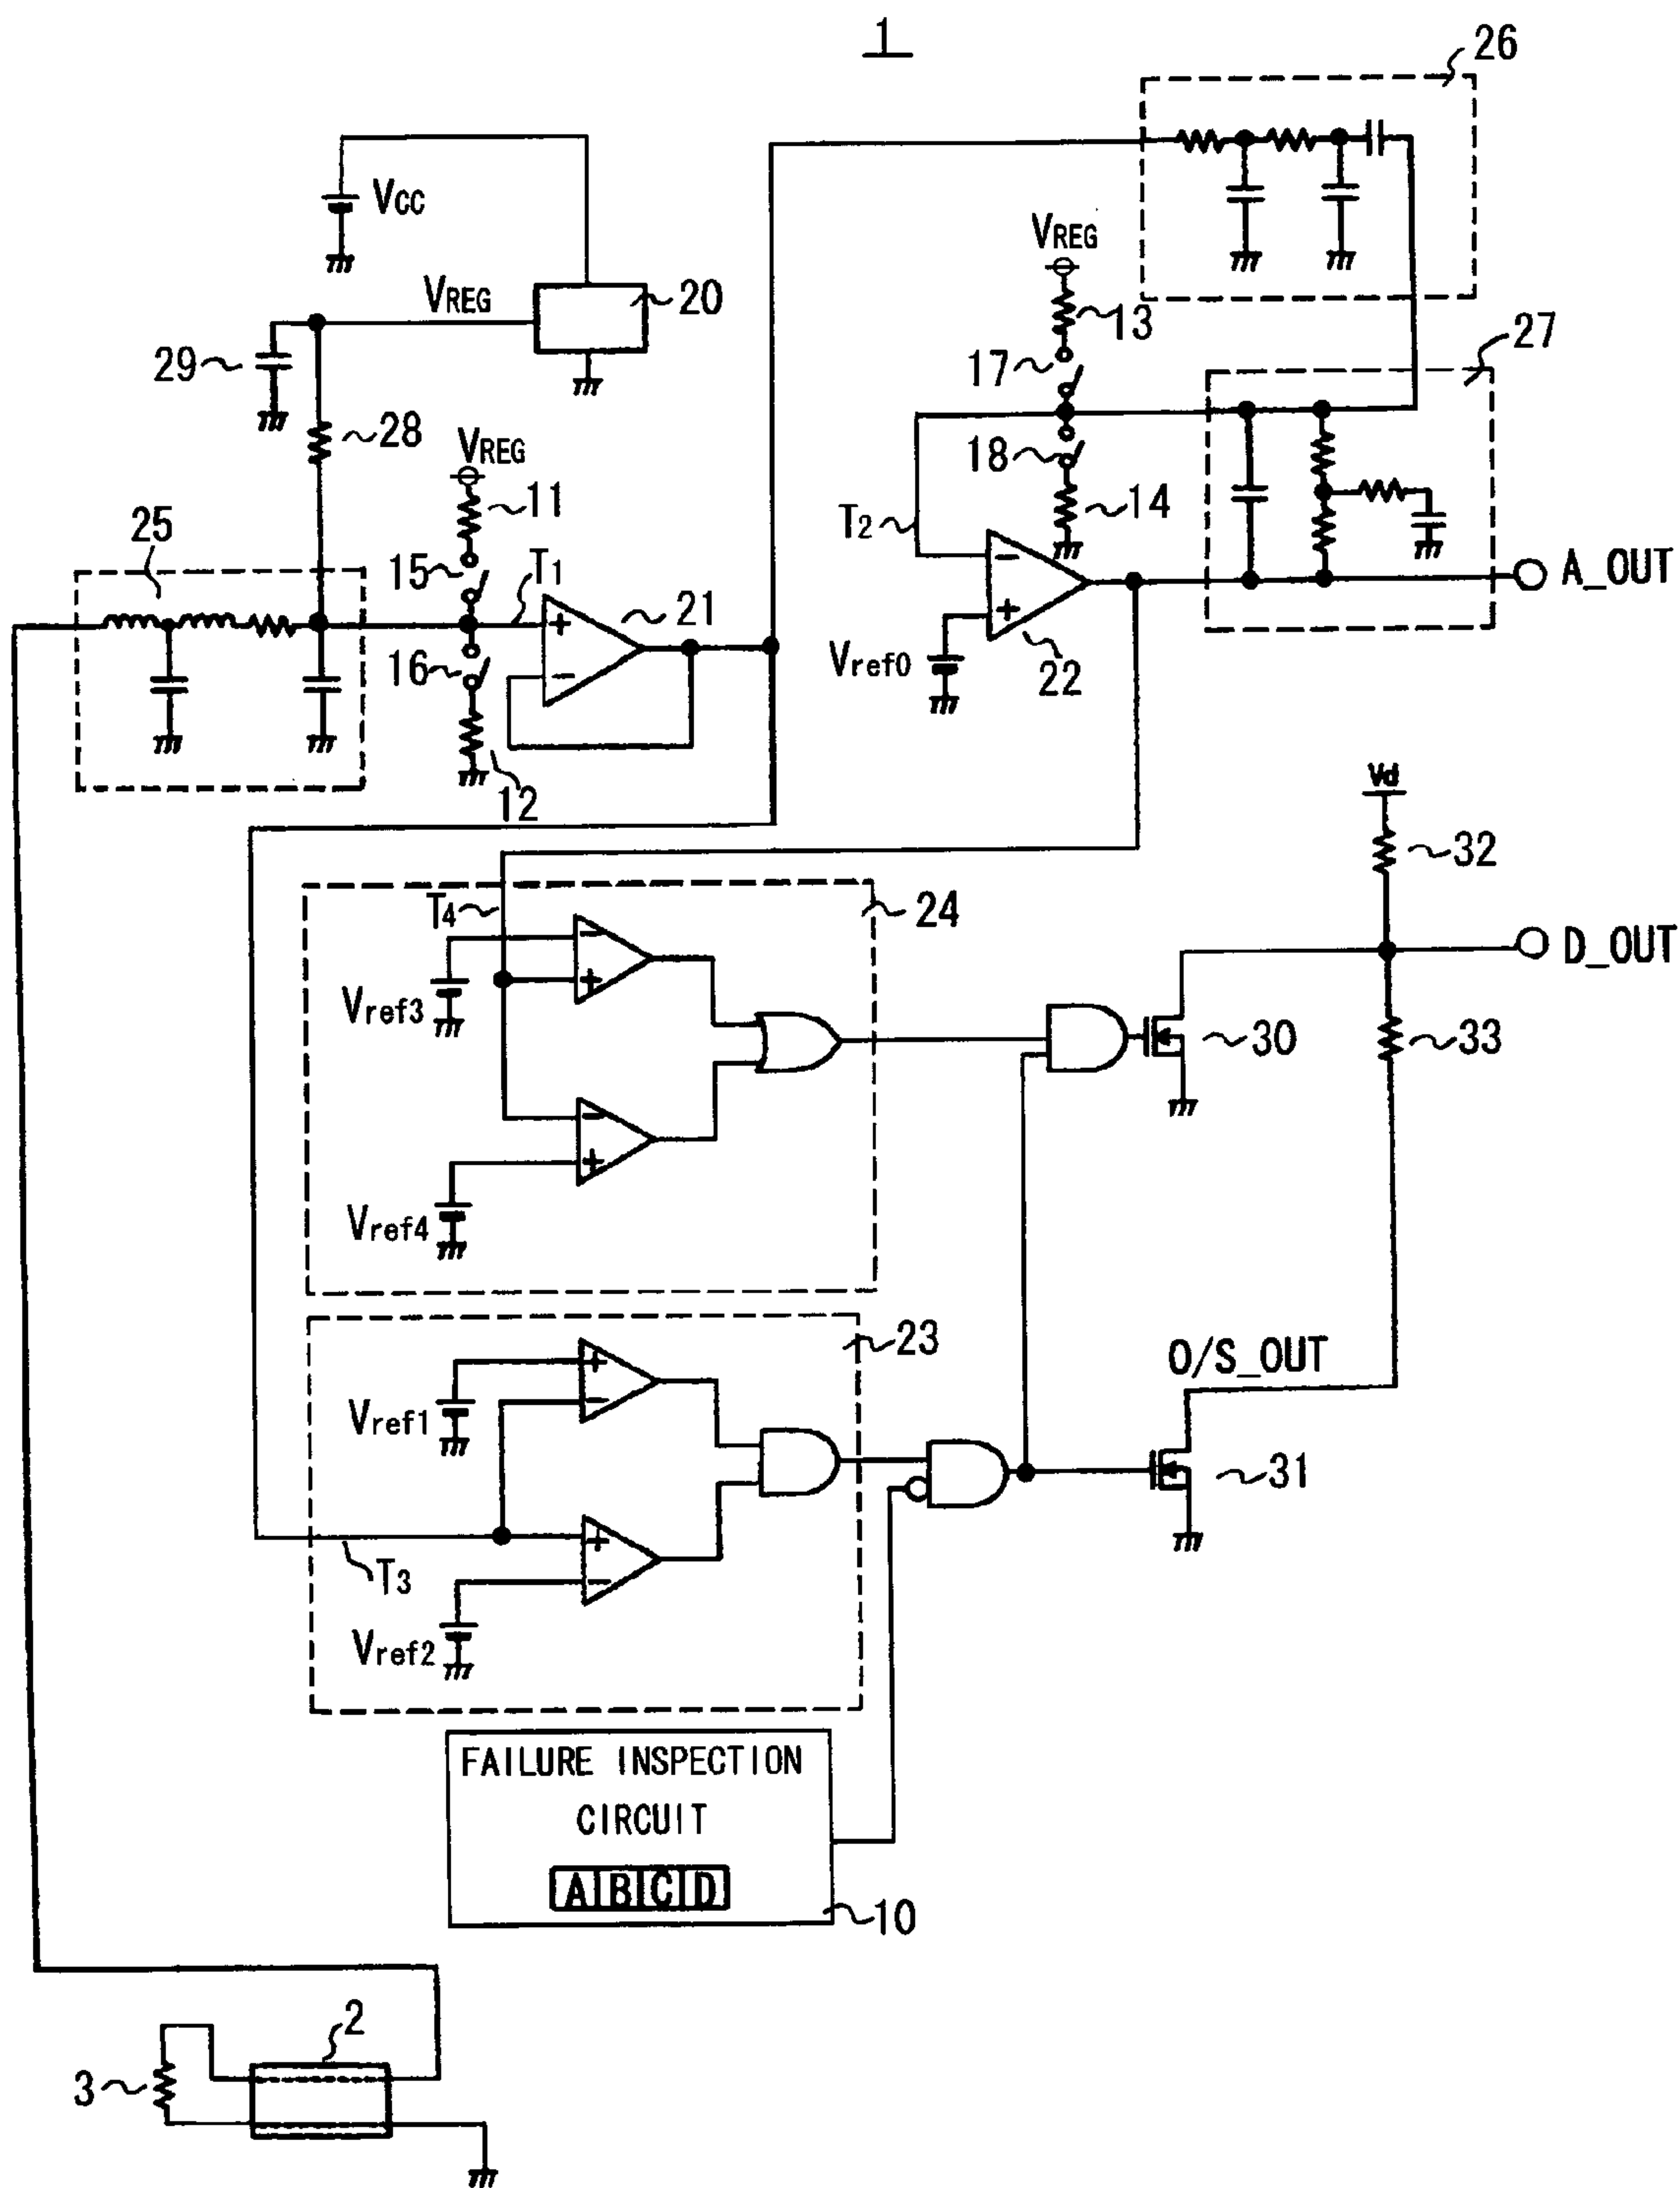 1
26
VCC
VREG
VREG
20
13
27
29
17
28
VREG
18
11
14
25
T2
15
T1
A_OUT
21
16
Vref0
22
12
Vd
32
T4
24
D_OUT
Vref3
30
33
Vref4
O/S_OUT
23
Vref1
31
T3
Vref2
FAILURE INSPECTION
CIRCUIT
A B C D
10
2
3